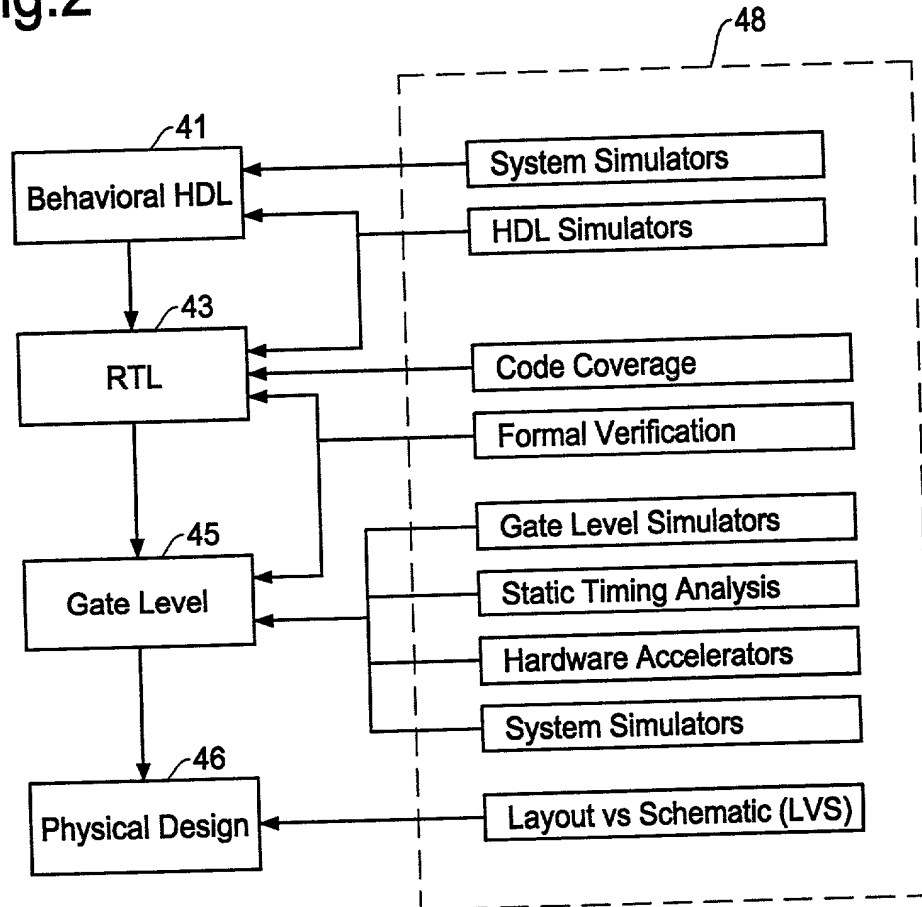 ig.2
48
41
System Simulators
Behavioral HDL
HDL Simulators
43
RTL
Code Coverage
Formal Verification
45
Gate Level Simulators
Gate Level
Static Timing Analysis
Hardware Accelerators
System Simulators
46
Physical Design
Layout vs Schematic (LVS)